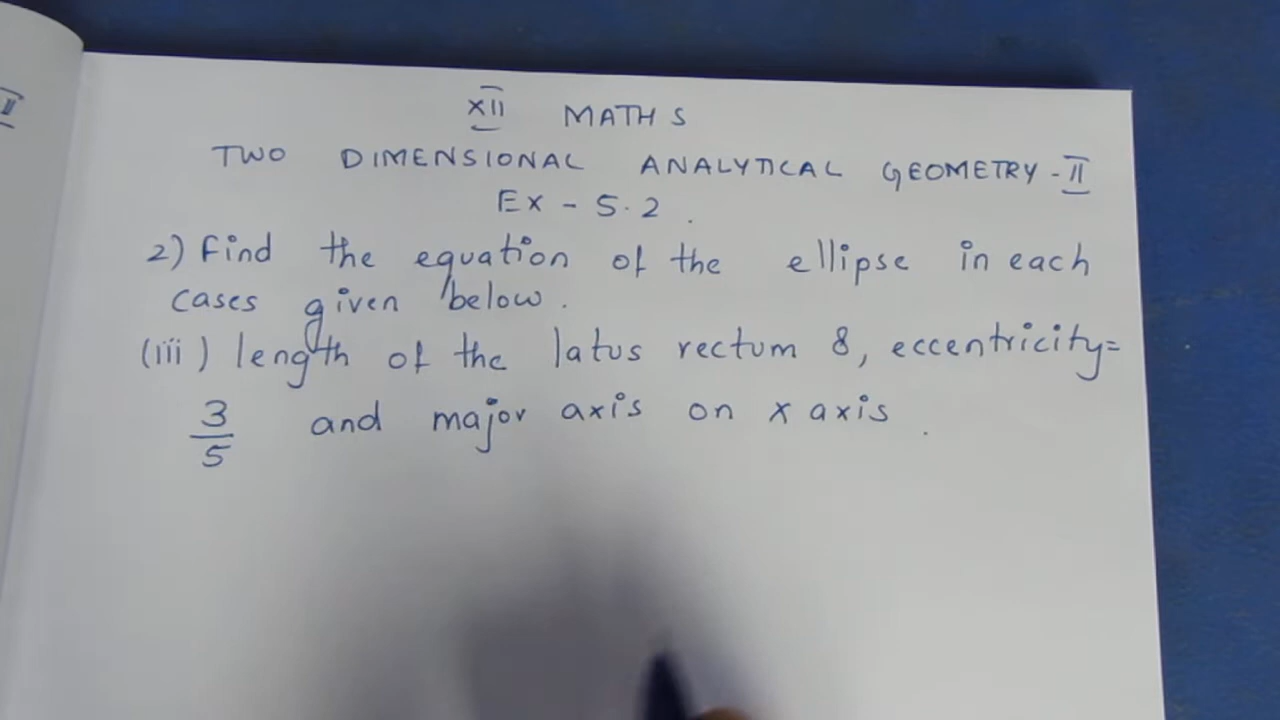 XII MATHS
TWO DIMENSIONAL ANALYTICAL GEOMETRY - II
EX - 5.2 .
2) Find the equation of the ellipse in each
cases given below .
(iii) length of the latus rectum 8, eccentricity=
3/5 and major axis on x axis .
II